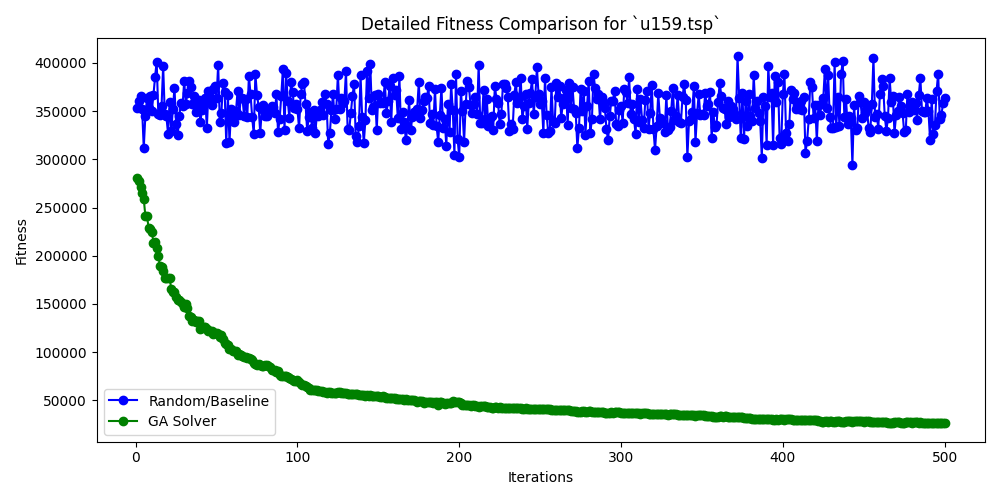 Detailed Fitness Comparison for `u159.tsp`
400000
350000
300000
250000
200000
150000
100000
50000
Fitness
Random/Baseline
GA Solver
0 100 200 300 400 500
Iterations